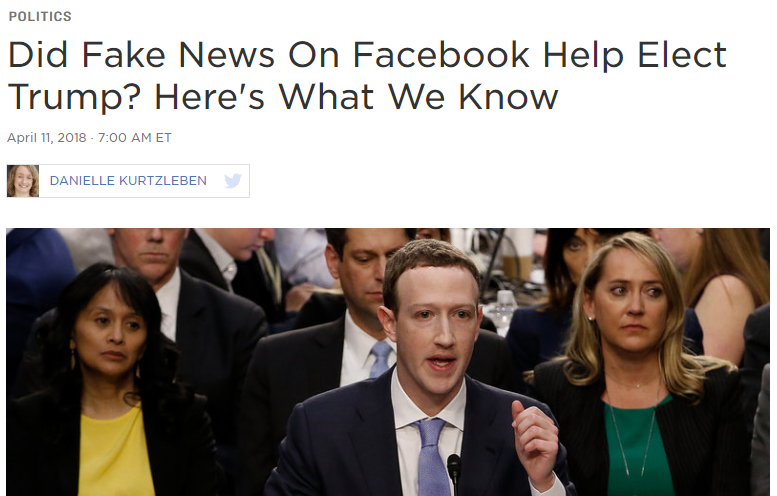 POLITICS
Did Fake News On Facebook Help Elect
Trump? Here's What We Know
April 11, 2018 · 7:00 AM ET
DANIELLE KURTZLEBEN